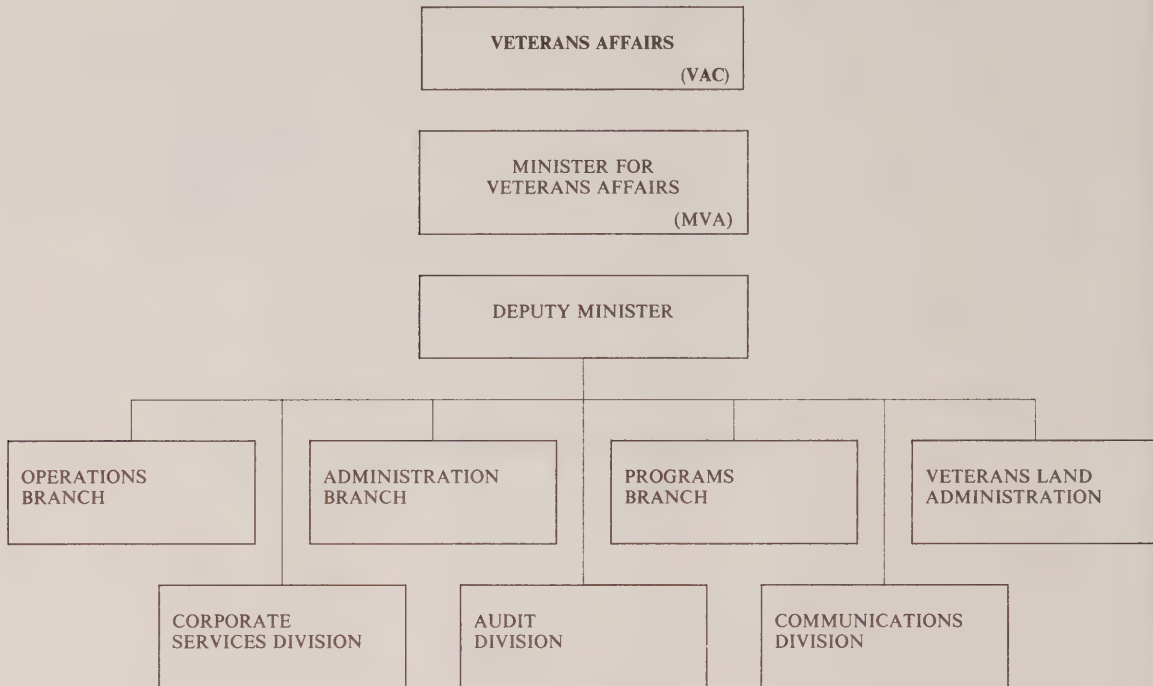 VETERANS AFFAIRS
(VAC)
MINISTER FOR
VETERANS AFFAIRS
(MVA)
DEPUTY MINISTER
OPERATIONS
BRANCH
ADMINISTRATION
BRANCH
PROGRAMS
BRANCH
VETERANS LAND
ADMINISTRATION
CORPORATE
SERVICES DIVISION
AUDIT
DIVISION
COMMUNICATIONS
DIVISION